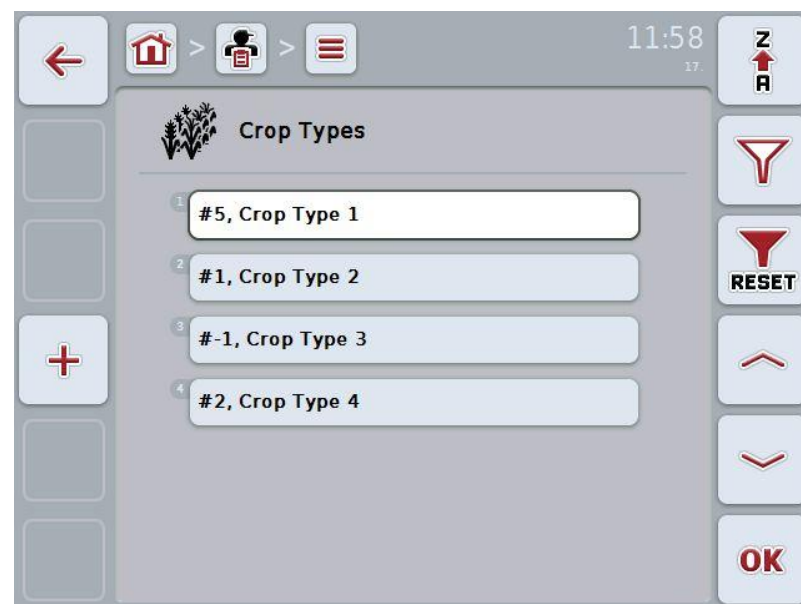 11:58
17.
Z
A
Crop Types
1
#5, Crop Type 1
2
#1, Crop Type 2
RESET
3
#-1, Crop Type 3
4
#2, Crop Type 4
OK